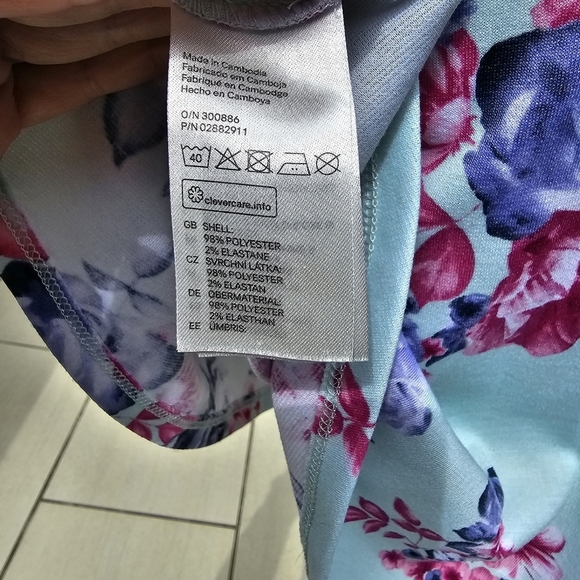 Made in Cambodia
Fabricado em Camboja
Fabriqué en Cambodge
Hecho en Camboya
O/N 300886
P/N 02882911
40
clevercare.info
GB SHELL:
98% POLYESTER
2% ELASTANE
CZ SVRCHNÍ LÁTKA:
98% POLYESTER
2% ELASTAN
DE OBERMATERIAL:
98% POLYESTER
2% ELASTHAN
EE ÜMBRIS: